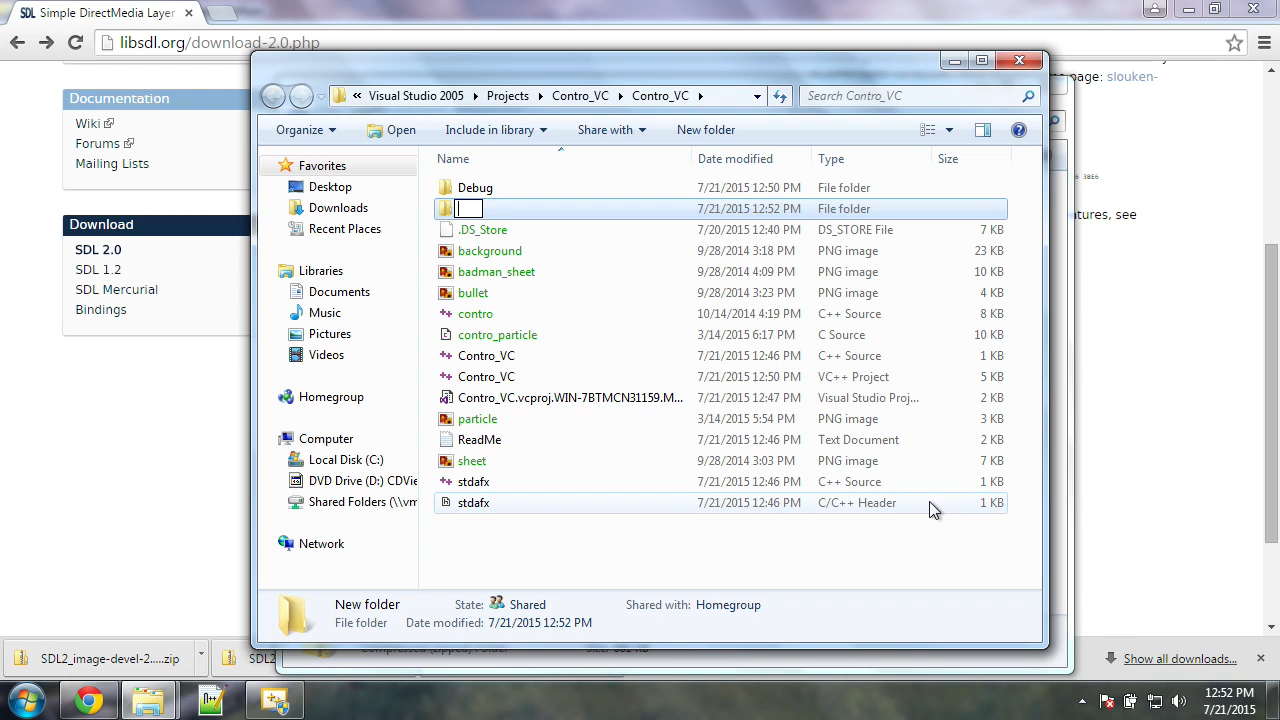 SDL Simple DirectMedia Layer
libsdl.org/download-2.0.php
page: slouken-
Documentation
Wiki
Forums
Mailing Lists
Download
SDL 2.0
SDL 1.2
SDL Mercurial
Bindings
atures, see
« Visual Studio 2005 Projects Contro_VC Contro_VC
Search Contro_VC
Organize Open Include in library Share with New folder
Favorites
Desktop
Downloads
Recent Places
Libraries
Documents
Music
Pictures
Videos
Homegroup
Computer
Local Disk (C:)
DVD Drive (D:) CDVie
Shared Folders (\\vm
Network
Name Date modified Type Size
Debug 7/21/2015 12:50 PM File folder
7/21/2015 12:52 PM File folder
.DS_Store 7/20/2015 12:40 PM DS_STORE File 7 KB
background 9/28/2014 3:18 PM PNG image 23 KB
badman_sheet 9/28/2014 4:09 PM PNG image 10 KB
bullet 9/28/2014 3:23 PM PNG image 4 KB
contro 10/14/2014 4:19 PM C++ Source 8 KB
contro_particle 3/14/2015 6:17 PM C Source 10 KB
Contro_VC 7/21/2015 12:46 PM C++ Source 1 KB
Contro_VC 7/21/2015 12:50 PM VC++ Project 5 KB
Contro_VC.vcproj.WIN-7BTMCN31159.M... 7/21/2015 12:47 PM Visual Studio Proj... 2 KB
particle 3/14/2015 5:54 PM PNG image 3 KB
ReadMe 7/21/2015 12:46 PM Text Document 2 KB
sheet 9/28/2014 3:03 PM PNG image 7 KB
stdafx 7/21/2015 12:46 PM C++ Source 1 KB
stdafx 7/21/2015 12:46 PM C/C++ Header 1 KB
New folder State: Shared Shared with: Homegroup
File folder Date modified: 7/21/2015 12:52 PM
SDL2_image-devel-2.....zip
SDL2
Show all downloads...
12:52 PM
7/21/2015